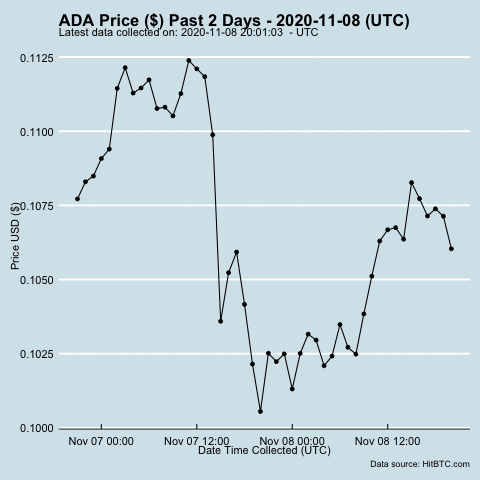 ADA Price ($) Past 2 Days - 2020-11-08 (UTC)
Latest data collected on: 2020-11-08 20:01:03 - UTC
0.1125
0.1100
0.1075
0.1050
0.1025
0.1000
Price USD ($)
Nov 07 00:00 Nov 07 12:00 Nov 08 00:00 Nov 08 12:00
Date Time Collected (UTC)
Data source: HitBTC.com